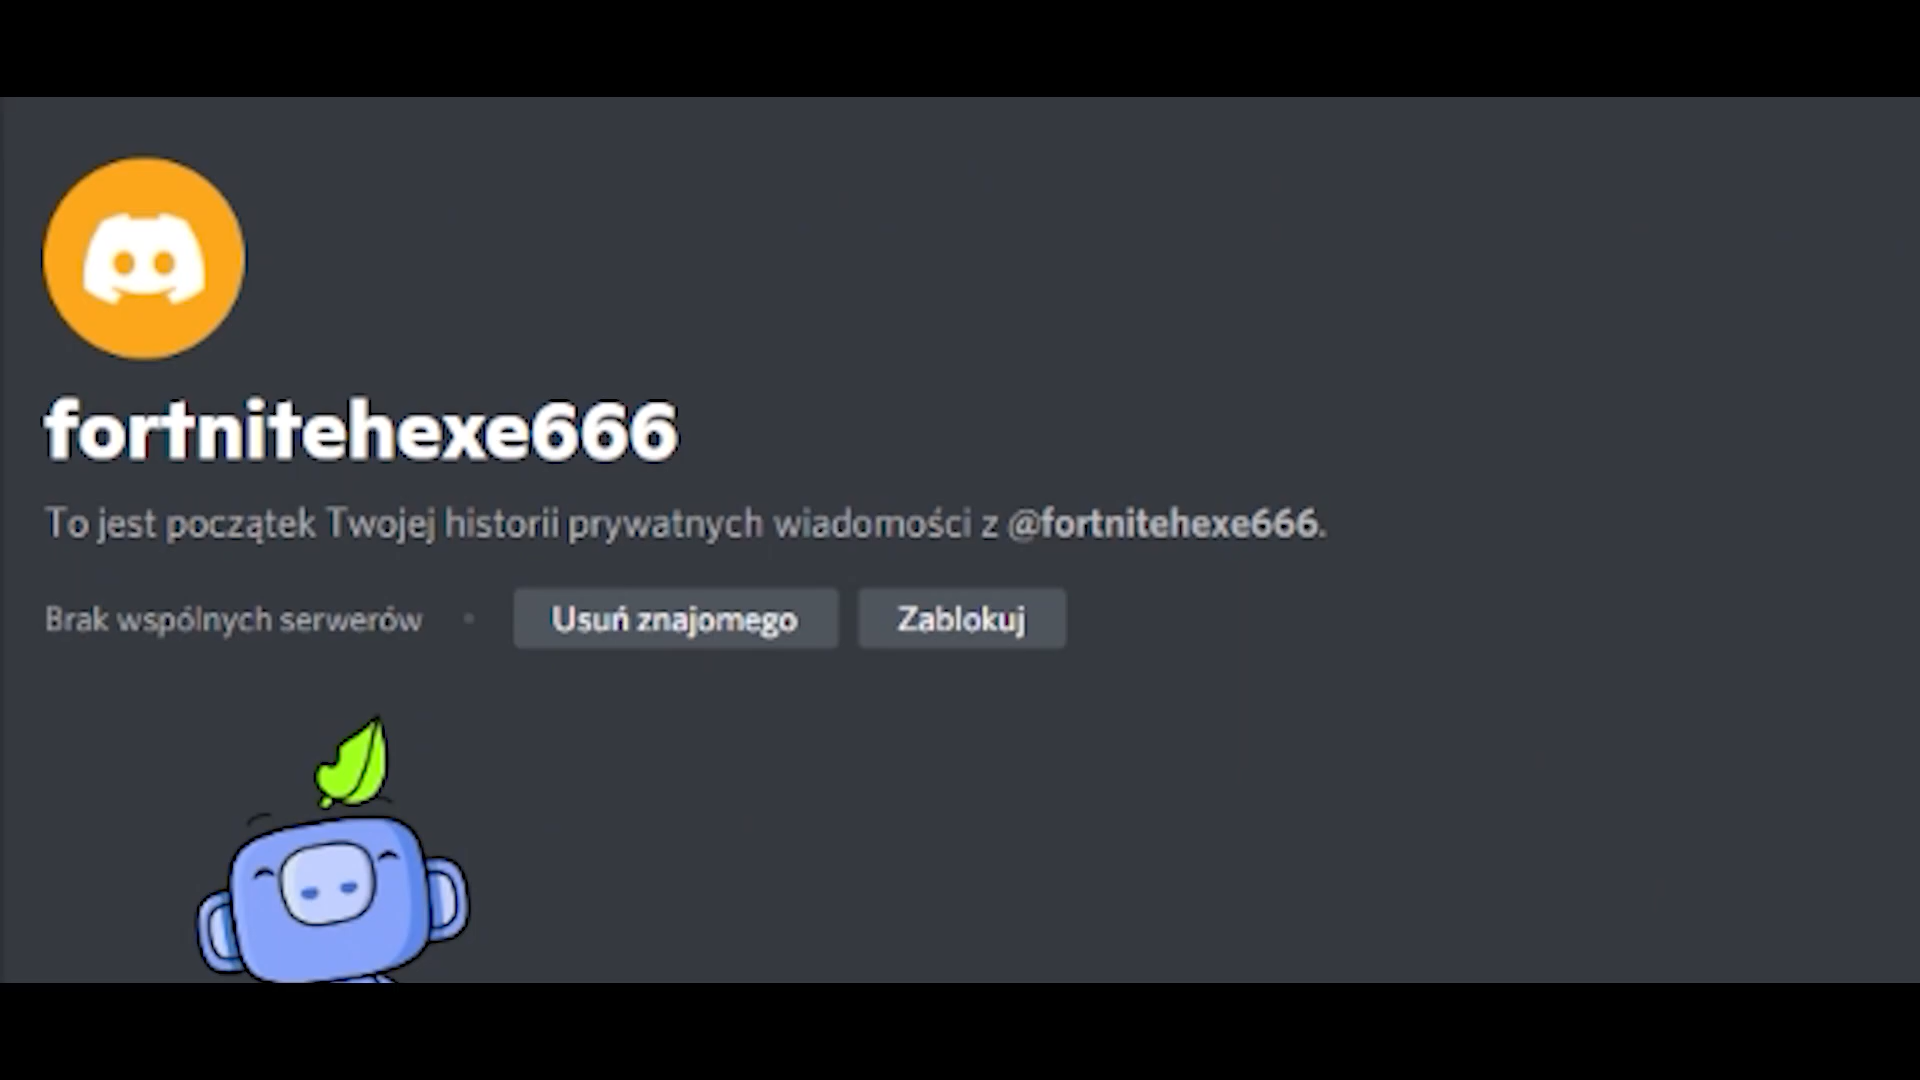 fortnitehexe666
To jest początek Twojej historii prywatnych wiadomości z @fortnitehexe666.
Brak wspólnych serwerów • Usuń znajomego Zablokuj